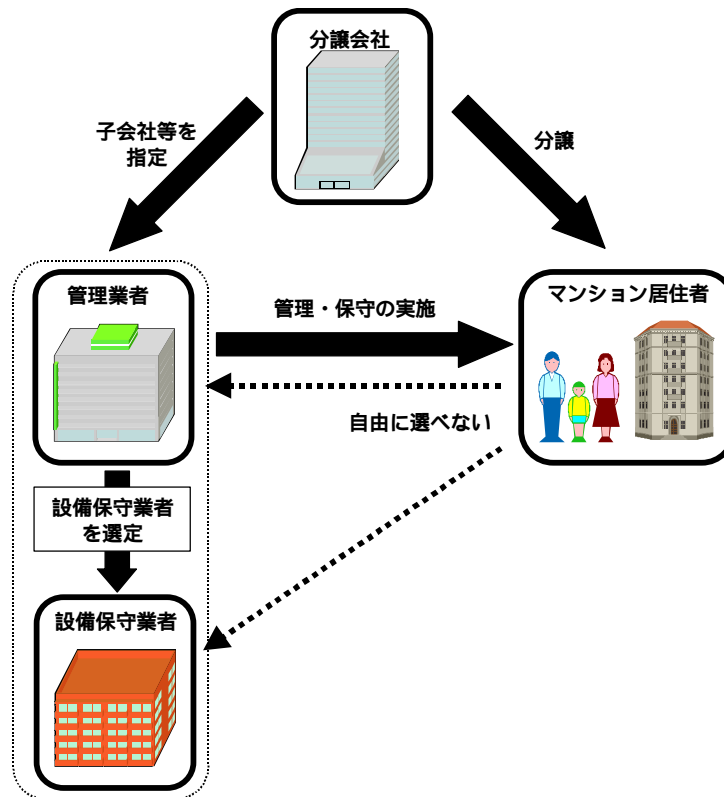 分譲会社
子会社等を
指定
分譲
管理業者
管理・保守の実施
マンション居住者
自由に選べない
設備保守業者
を選定
設備保守業者